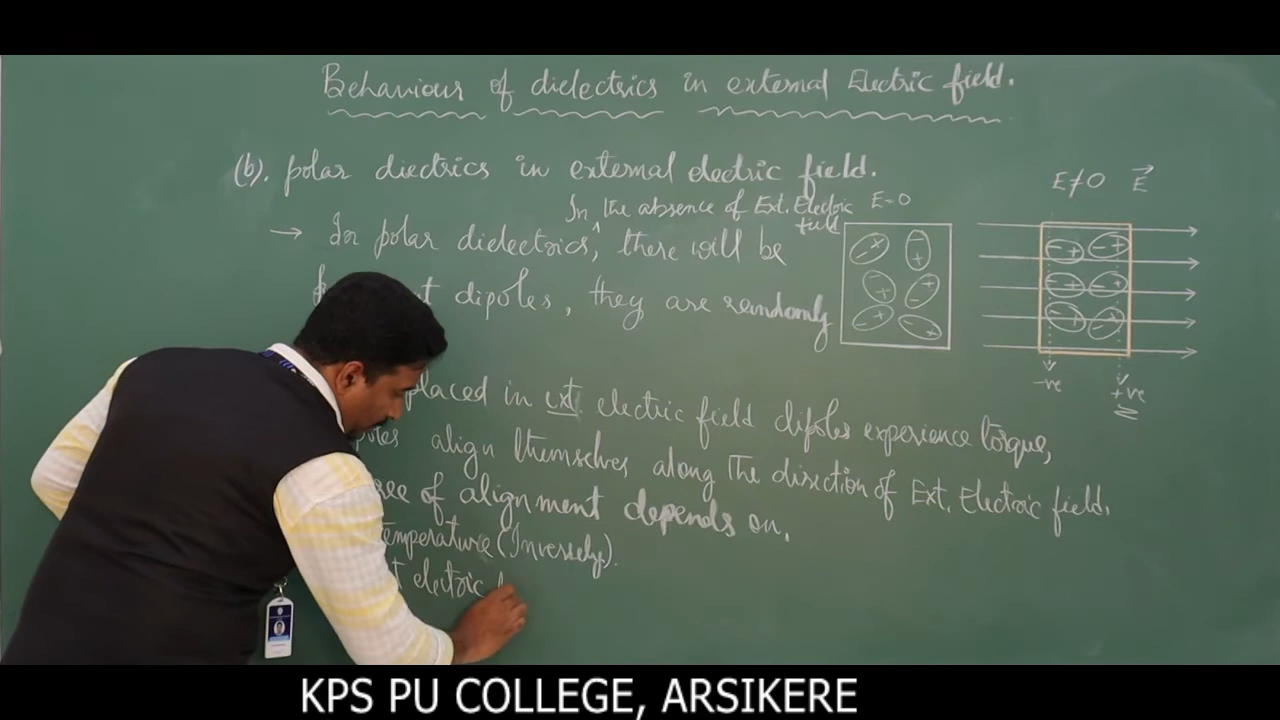 Behaviour of dielectrics in external Electric field.
(b). polar diectrics in external electric field.
In the absence of Ext. Electric field
→ In polar dielectrics, there will be
dipoles, they are randomly
placed in ext. electric field dipoles experience torque,
align themselves along The direction of Ext. Electric field.
of alignment depends on.
temperature (Inversely).
electric
E=0
- +
- +
- +
- +
- +
- +
E≠0 E⃗
- + - +
- + - +
- + - +
-ve
+ve
KPS PU COLLEGE, ARSIKERE